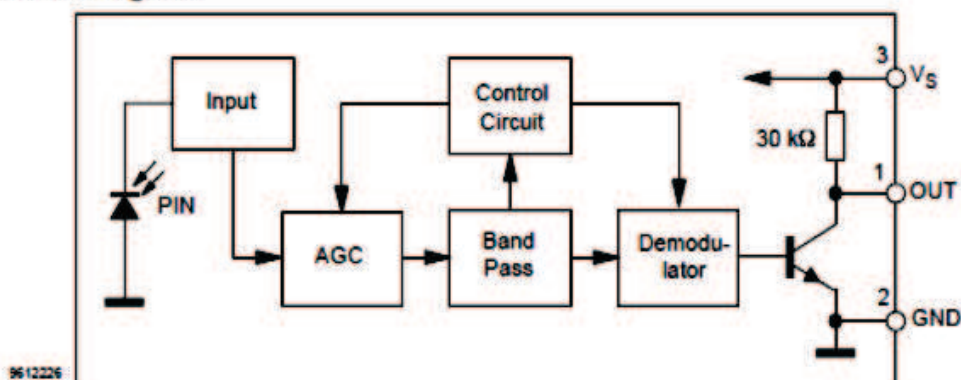 Input
Control
Circuit
3
VS
30 kΩ
1
OUT
PIN
AGC
Band
Pass
Demodu-
lator
2
GND
9612226